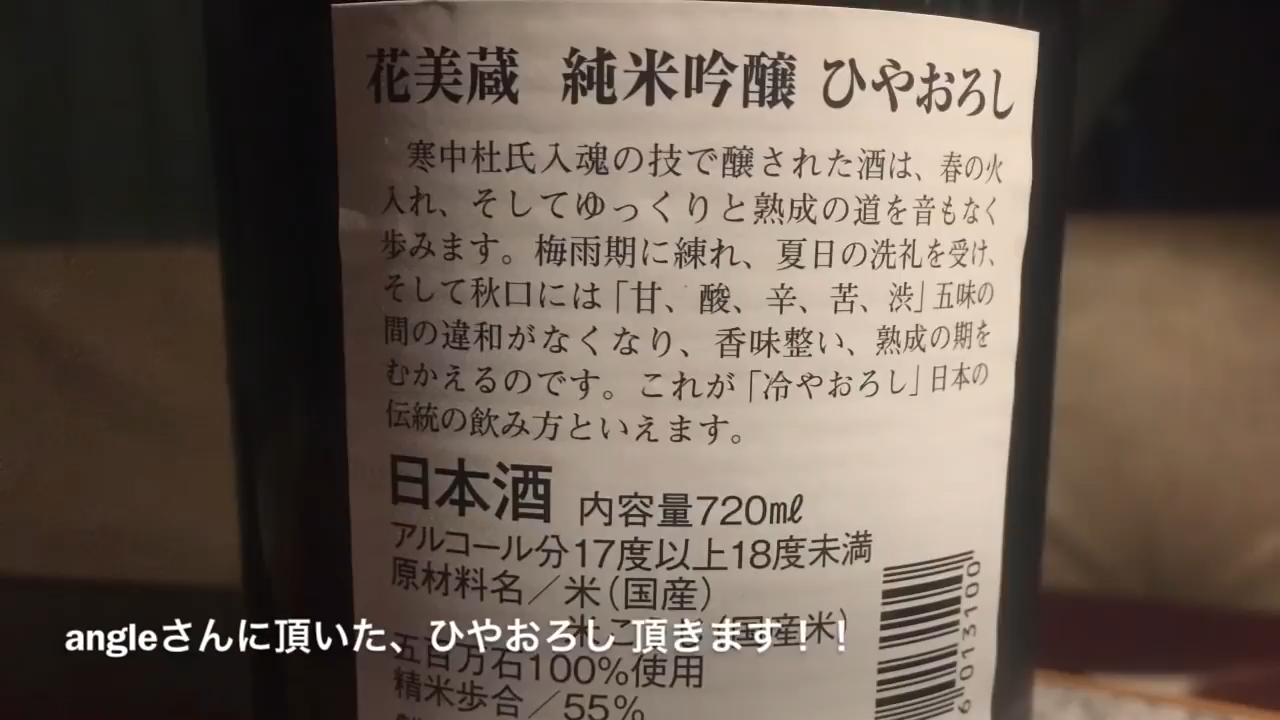 花美蔵 純米吟醸 ひやおろし
寒中杜氏入魂の技で醸された酒は、春の火
入れ、そしてゆっくりと熟成の道を音もなく
歩みます。梅雨期に練れ、夏日の洗礼を受け、
そして秋口には「甘、酸、辛、苦、渋」五味の
間の違和がなくなり、香味整い、熟成の期を
むかえるのです。これが「冷やおろし」日本の
伝統の飲み方といえます。
日本酒 内容量720㎖
アルコール分17度以上18度未満
原材料名／米（国産）
米こ（国産米）
angleさんに頂いた、ひやおろし 頂きます！！
五百万石100%使用
精米歩合／55%
6 013100